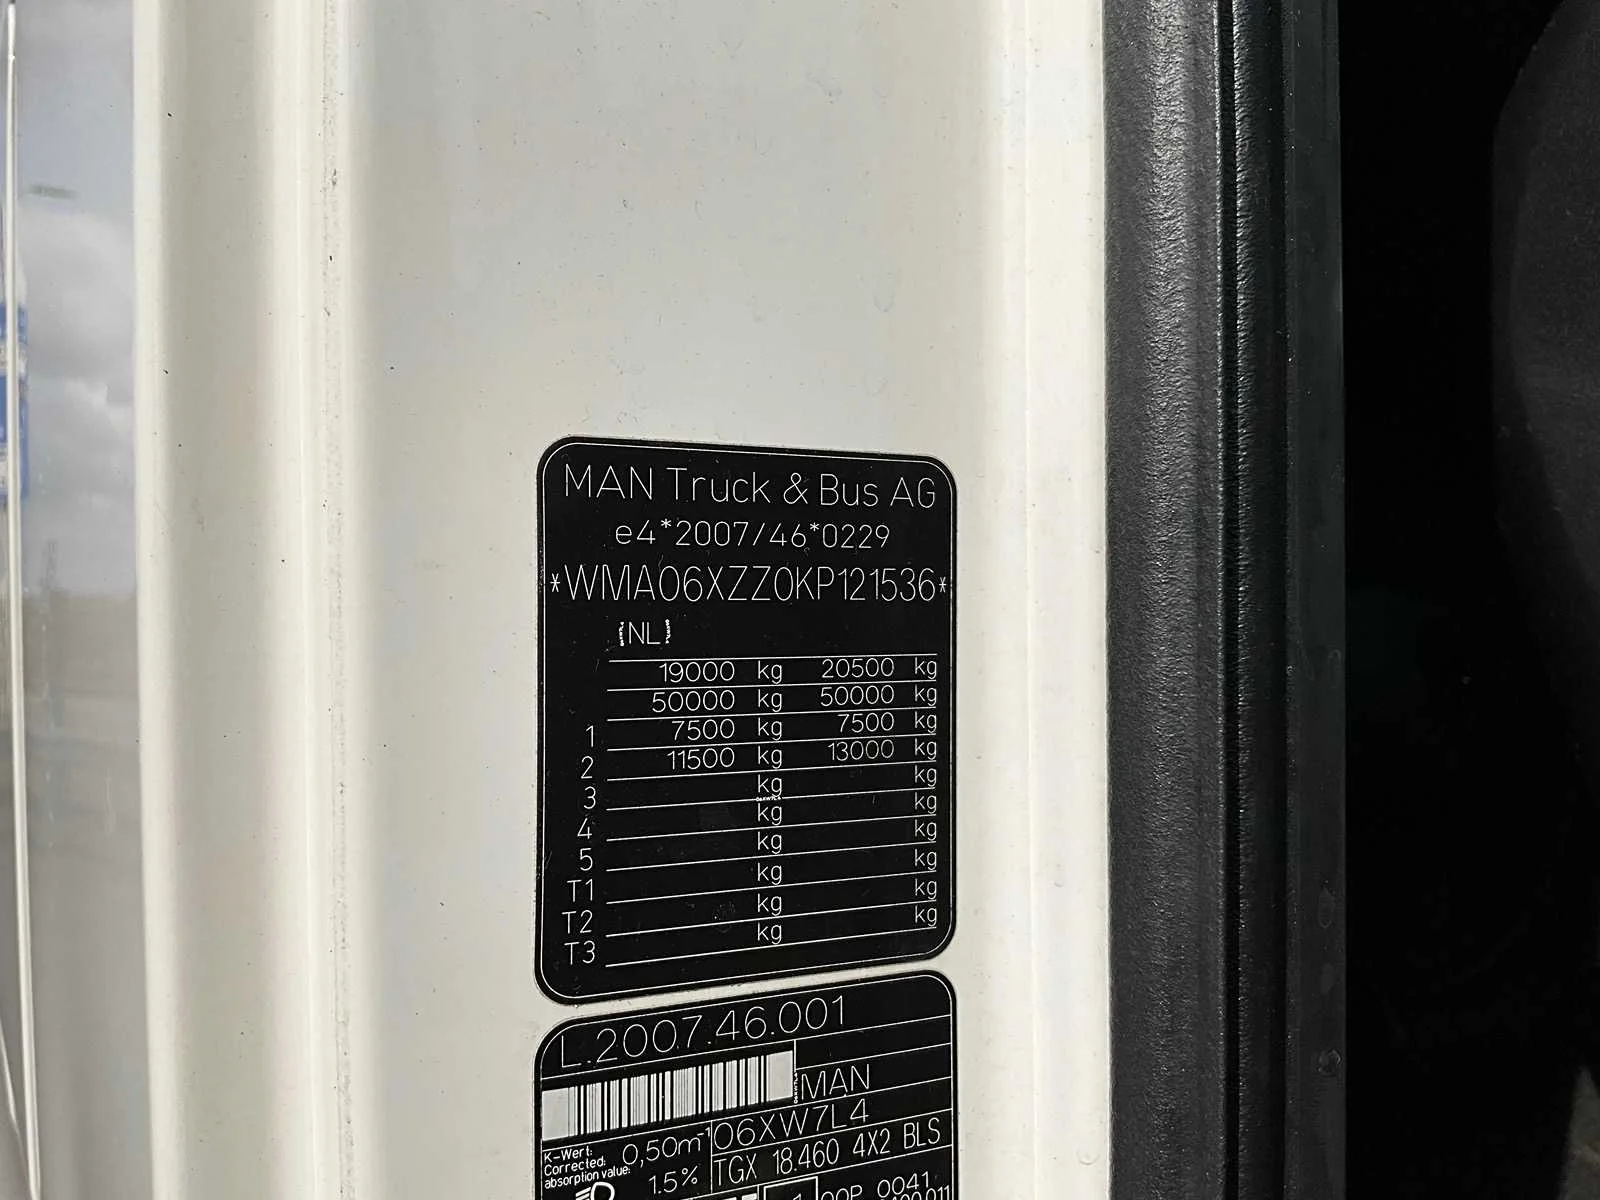 MAN Truck & Bus AG
e4*2007/46*0229
*WMA06XZZ0KP121536*
(NL)
19000 kg 20500 kg
50000 kg 50000 kg
1 7500 kg 7500 kg
2 11500 kg 13000 kg
3 kg kg
4 kg kg
5 kg kg
T1 kg kg
T2 kg kg
T3 kg kg
L.2007.46.001
MAN
06XW7L4
K-Wert:
Corrected:
absorption value:
0,50m-1
1.5%
TGX 18.460 4X2 BLS
0041